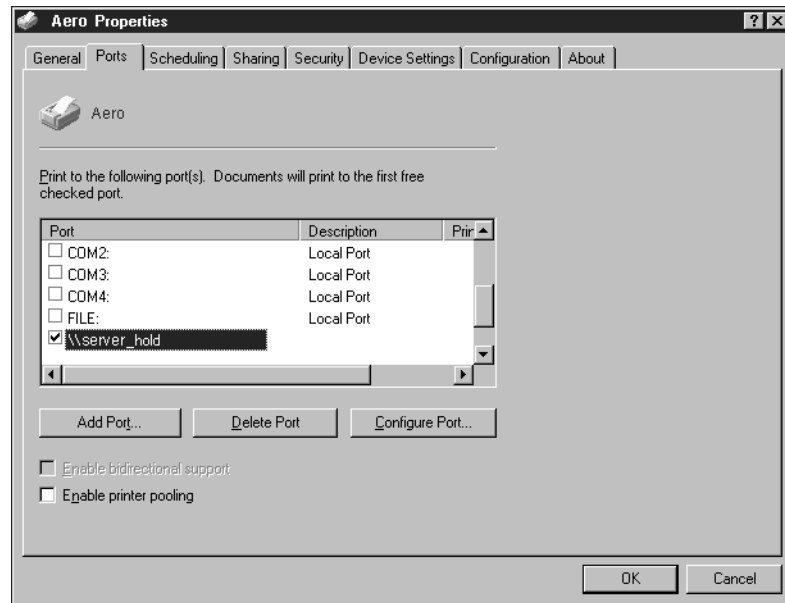 Aero Properties
General Ports Scheduling Sharing Security Device Settings Configuration About
Aero
Print to the following port(s). Documents will print to the first free
checked port.
Port Description Prir
COM2: Local Port
COM3: Local Port
COM4: Local Port
FILE: Local Port
\\server_hold
Add Port... Delete Port Configure Port...
Enable bidirectional support
Enable printer pooling
OK Cancel